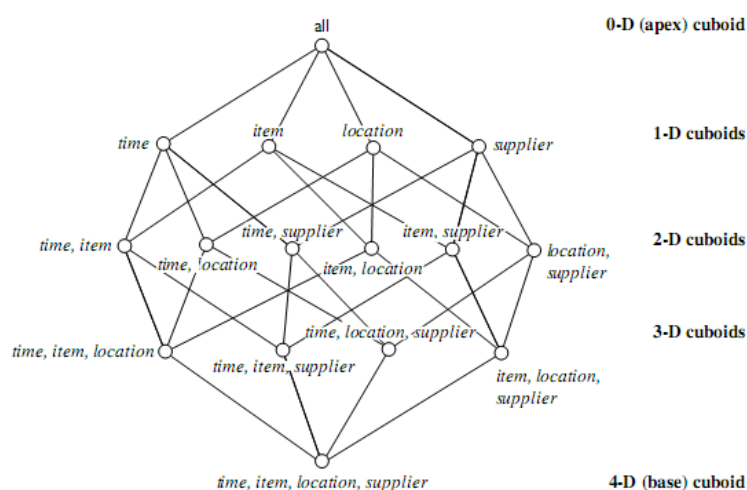 all
0-D (apex) cuboid
time
item
location
supplier
1-D cuboids
time, item
time, location
time, supplier
item, location
item, supplier
location,
supplier
2-D cuboids
time, item, location
time, item, supplier
time, location, supplier
item, location,
supplier
3-D cuboids
time, item, location, supplier
4-D (base) cuboid